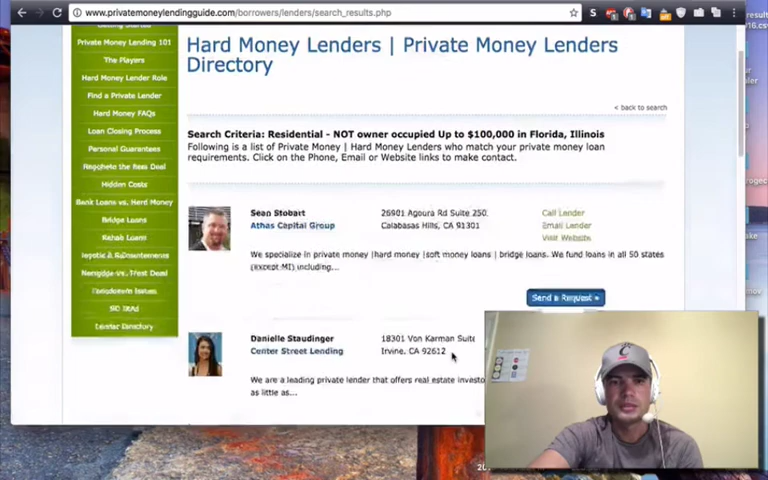 www.privatemoneylendingguide.com/borrowers/lenders/search_results.php
Private Money Lending 101
The Players
Hard Money Lender Role
Find a Private Lender
Hard Money FAQs
Loan Closing Process
Personal Guarantees
Negotiate the Best Deal
Hidden Costs
Bank Loans vs. Hard Money
Bridge Loans
Rehab Loans
Lender Directory
Hard Money Lenders | Private Money Lenders
Directory
< back to search
Search Criteria: Residential - NOT owner occupied Up to $100,000 in Florida, Illinois
Following is a list of Private Money | Hard Money Lenders who match your private money loan
requirements. Click on the Phone, Email or Website links to make contact.
Sean Stobart
Athas Capital Group
26901 Agoura Rd Suite 250
Calabasas Hills, CA 91301
Call Lender
Email Lender
Visit Website
We specialize in private money |hard money |soft money loans | bridge loans. We fund loans in all 50 states
(except MI) including...
Send a Request »
Danielle Staudinger
Center Street Lending
18301 Von Karman Suite
Irvine, CA 92612
We are a leading private lender that offers real estate
as little as...